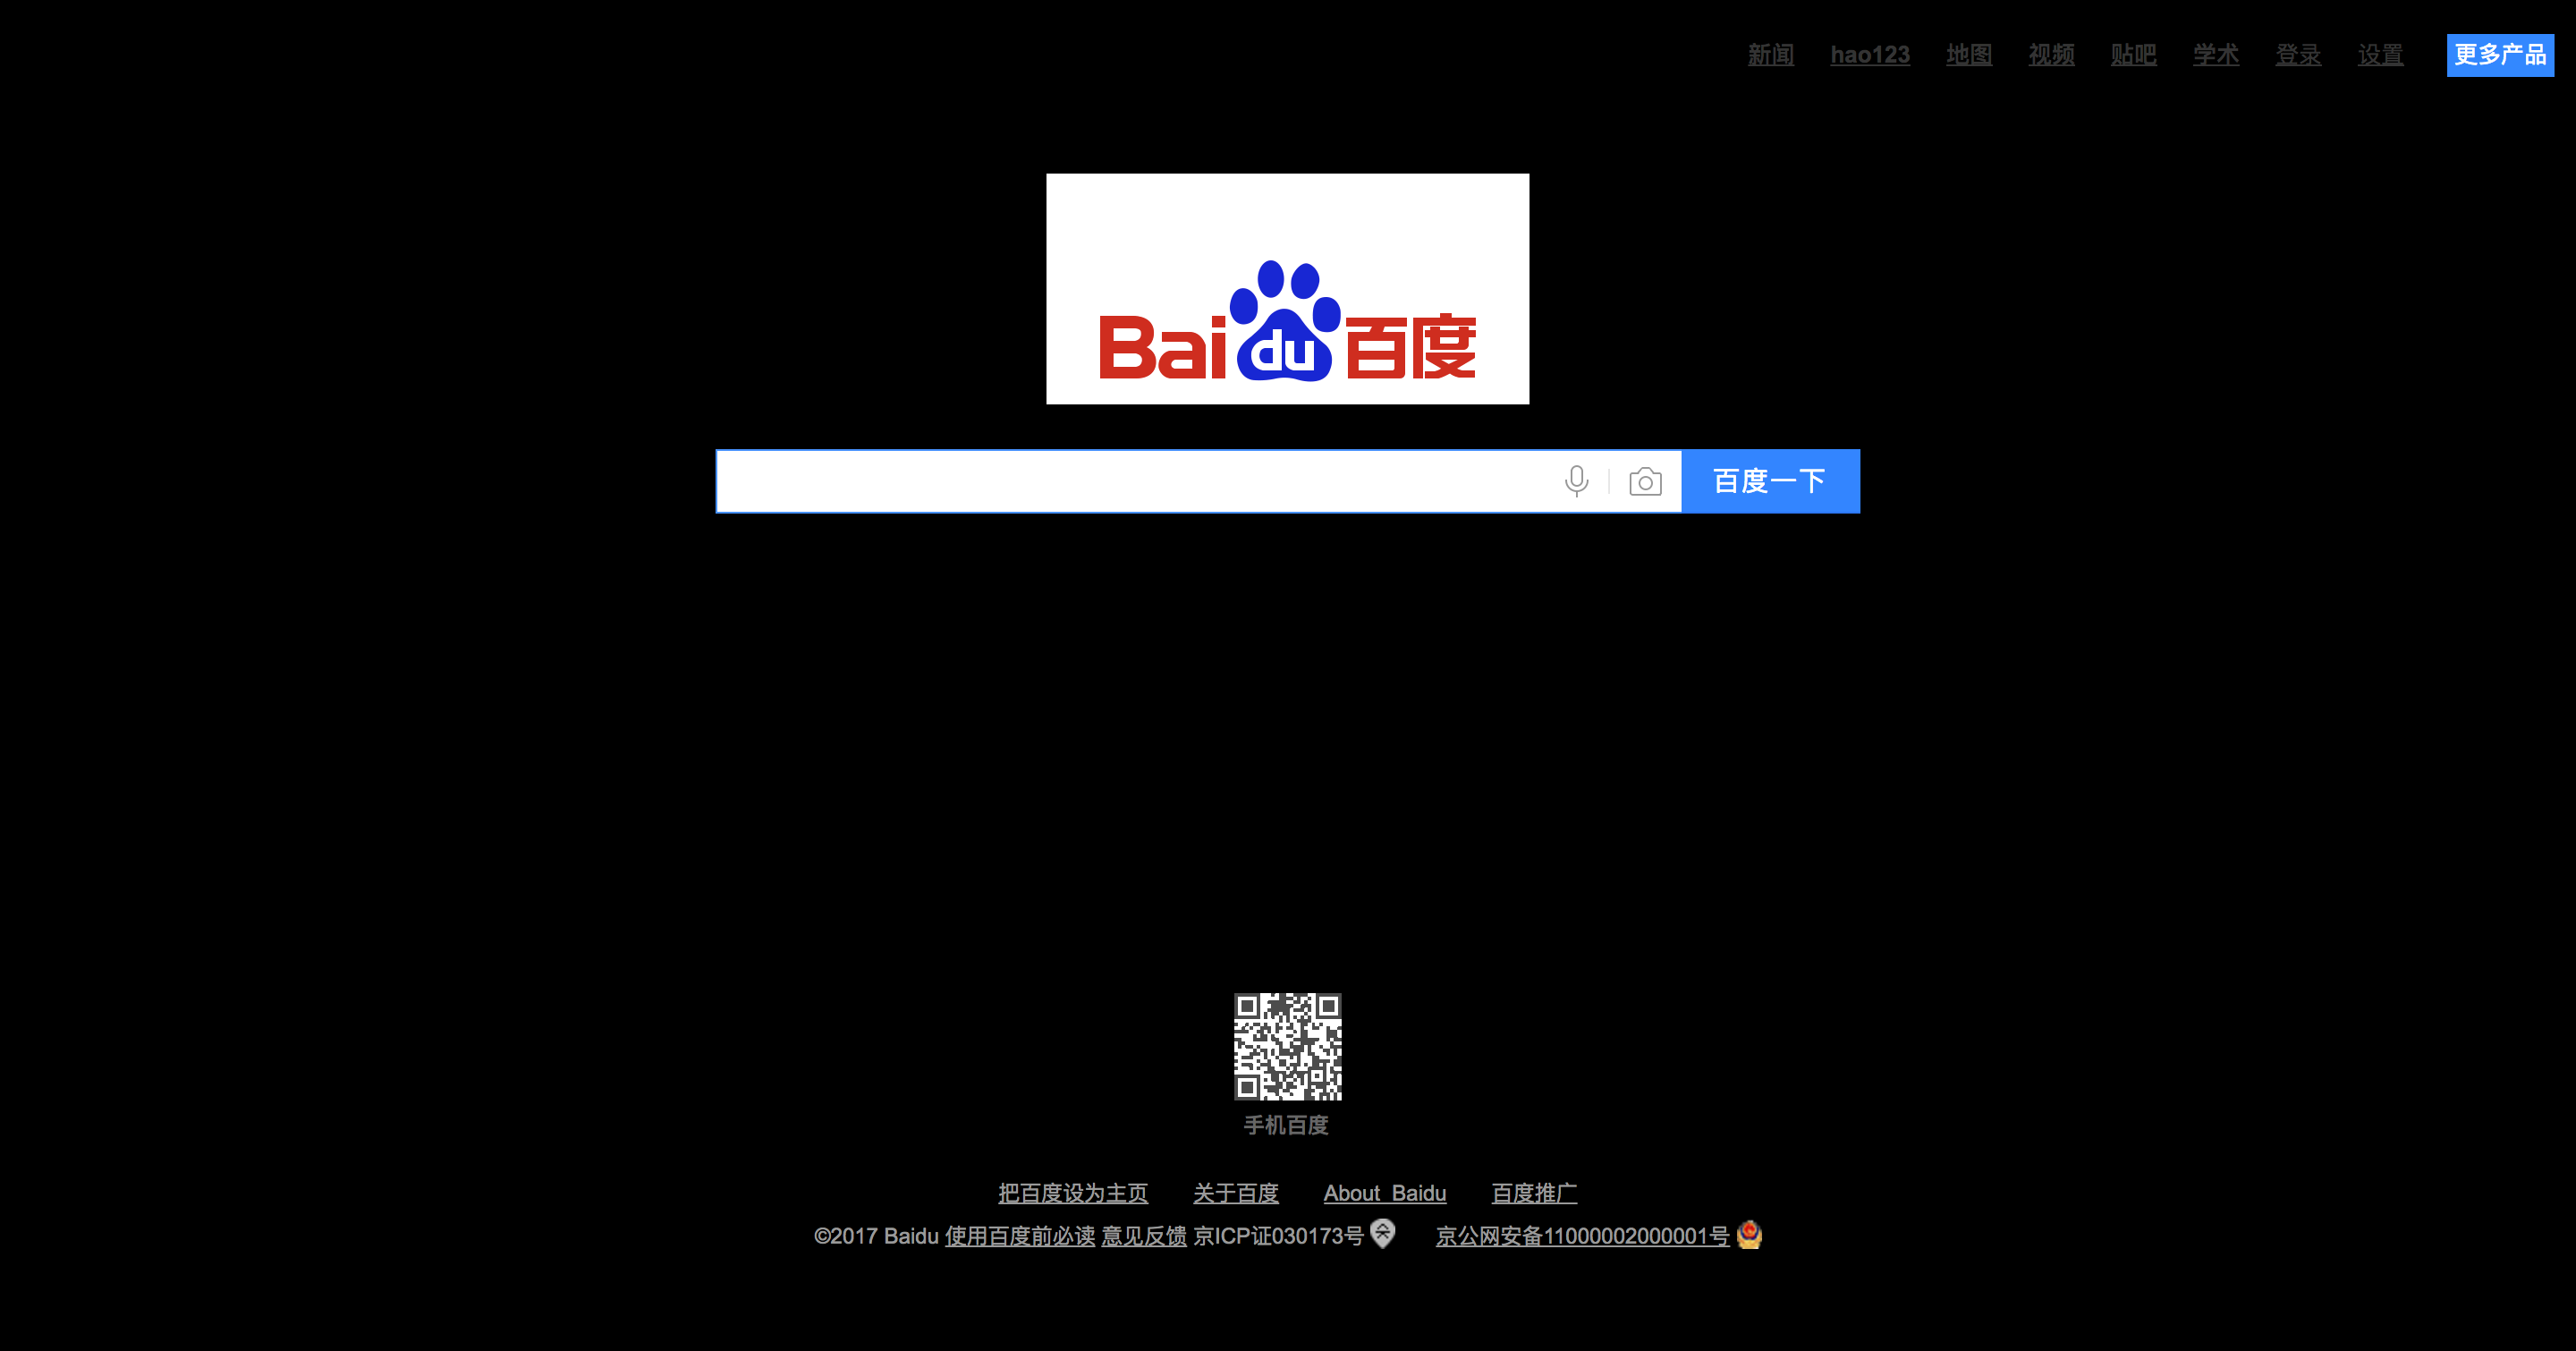 新闻 hao123 地图 视频 贴吧 学术 登录 设置 更多产品
Bai du 百度
百度一下
手机百度
把百度设为主页 关于百度 About Baidu 百度推广
©2017 Baidu 使用百度前必读 意见反馈 京ICP证030173号 京公网安备11000002000001号